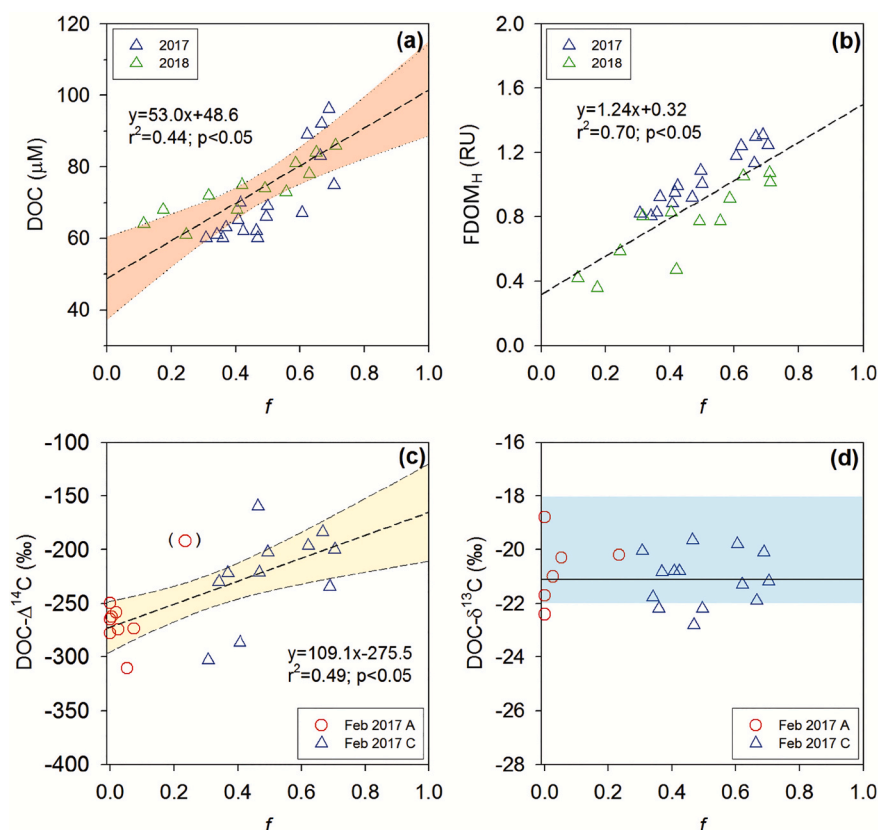 (a)
2017
2018
y=53.0x+48.6
r²=0.44; p<0.05
DOC (μM)
120
100
80
60
40
0.0 0.2 0.4 0.6 0.8 1.0
f
(b)
2017
2018
y=1.24x+0.32
r²=0.70; p<0.05
FDOM_H (RU)
2.0
1.6
1.2
0.8
0.4
0.0
0.0 0.2 0.4 0.6 0.8 1.0
f
(c)
( )
y=109.1x-275.5
r²=0.49; p<0.05
Feb 2017 A
Feb 2017 C
DOC-Δ¹⁴C (‰)
-100
-150
-200
-250
-300
-350
-400
0.0 0.2 0.4 0.6 0.8 1.0
f
(d)
Feb 2017 A
Feb 2017 C
DOC-δ¹³C (‰)
-16
-18
-20
-22
-24
-26
-28
0.0 0.2 0.4 0.6 0.8 1.0
f